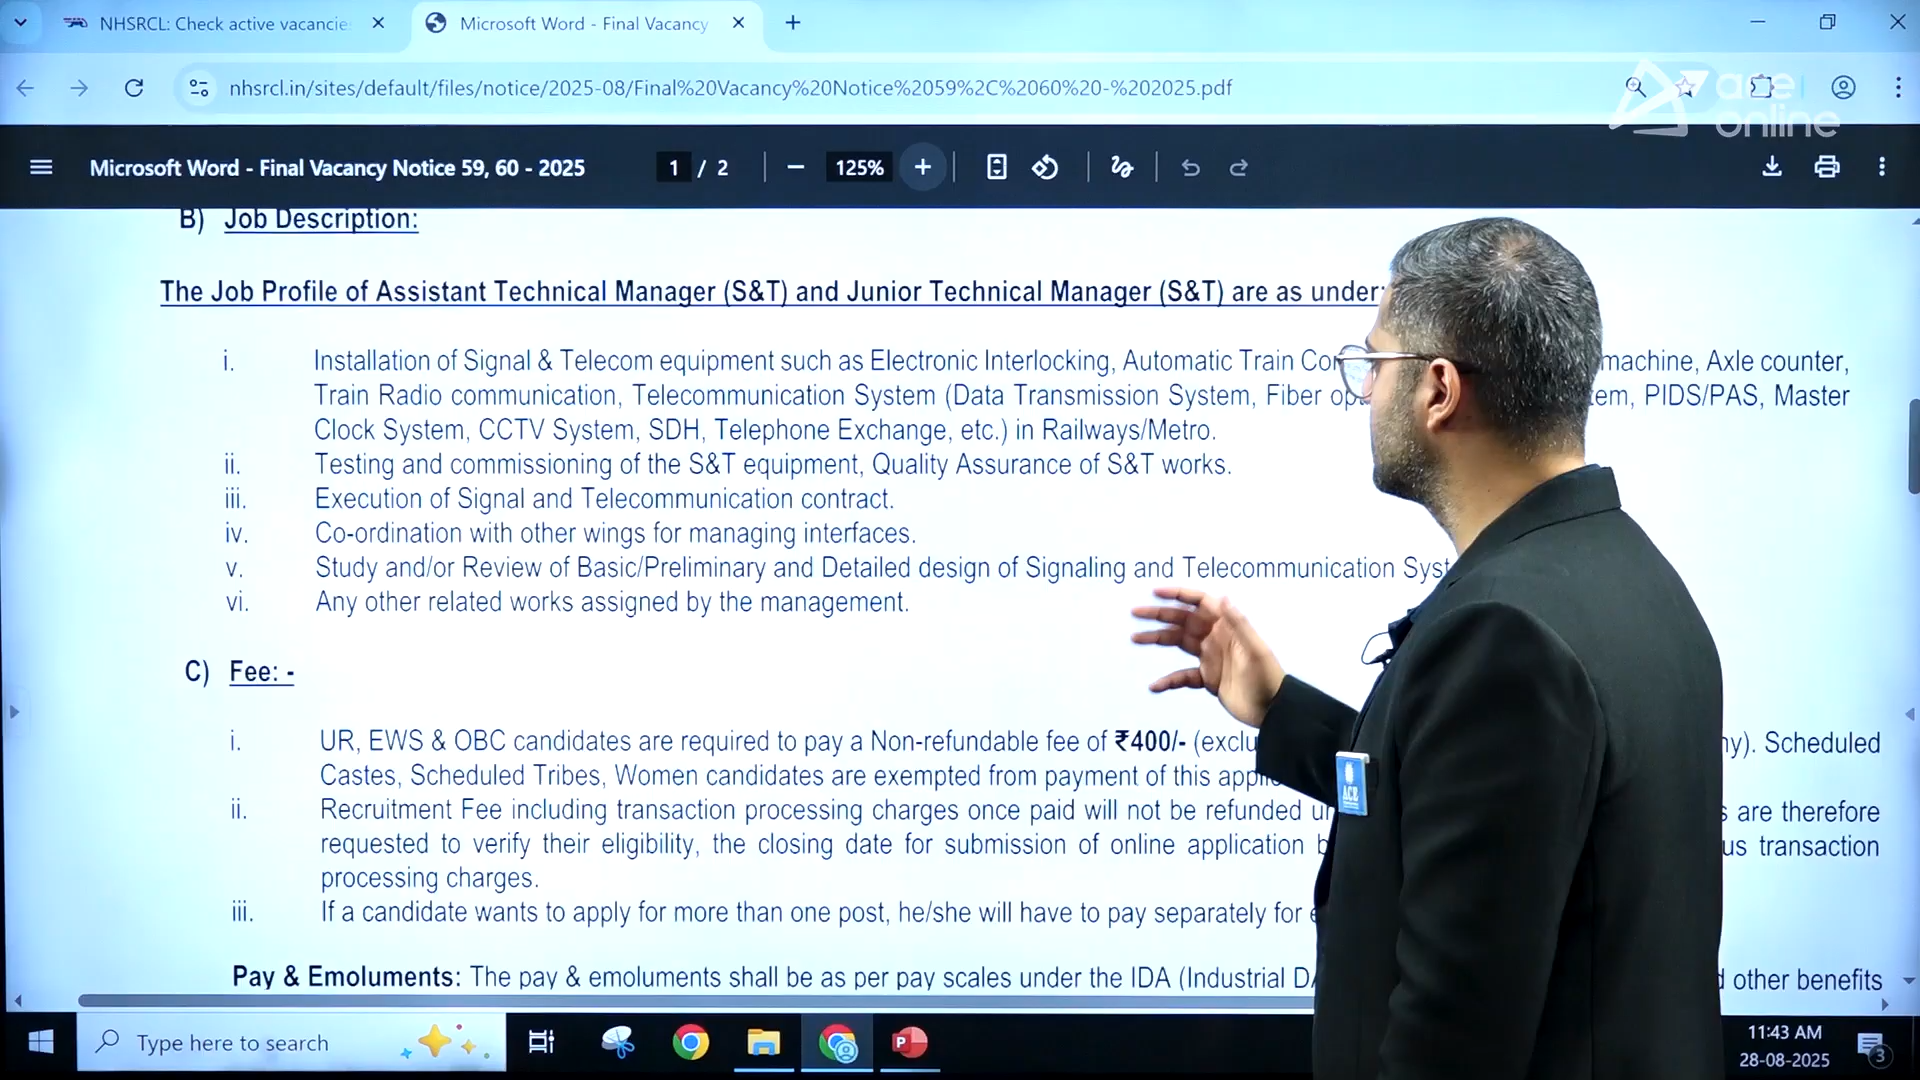 NHSRCL: Check active vacancie
Microsoft Word - Final Vacancy
nhsrcl.in/sites/default/files/notice/2025-08/Final%20Vacancy%20Notice%2059%2C%2060%20-%202025.pdf
ace
online
Microsoft Word - Final Vacancy Notice 59, 60 - 2025
1 / 2
125%
B) Job Description:
The Job Profile of Assistant Technical Manager (S&T) and Junior Technical Manager (S&T) are as under:
i. Installation of Signal & Telecom equipment such as Electronic Interlocking, Automatic Train machine, Axle counter,
Train Radio communication, Telecommunication System (Data Transmission System, Fiber PIDS/PAS, Master
Clock System, CCTV System, SDH, Telephone Exchange, etc.) in Railways/Metro.
ii. Testing and commissioning of the S&T equipment, Quality Assurance of S&T works.
iii. Execution of Signal and Telecommunication contract.
iv. Co-ordination with other wings for managing interfaces.
v. Study and/or Review of Basic/Preliminary and Detailed design of Signaling and Telecommunication Syst
vi. Any other related works assigned by the management.
C) Fee: -
i. UR, EWS & OBC candidates are required to pay a Non-refundable fee of ₹400/- (exclu ny). Scheduled
Castes, Scheduled Tribes, Women candidates are exempted from payment of this appli
ii. Recruitment Fee including transaction processing charges once paid will not be refunded un s are therefore
requested to verify their eligibility, the closing date for submission of online application b us transaction
processing charges.
iii. If a candidate wants to apply for more than one post, he/she will have to pay separately for e
Pay & Emoluments: The pay & emoluments shall be as per pay scales under the IDA (Industrial DA d other benefits
ACE
Type here to search
11:43 AM
28-08-2025
3